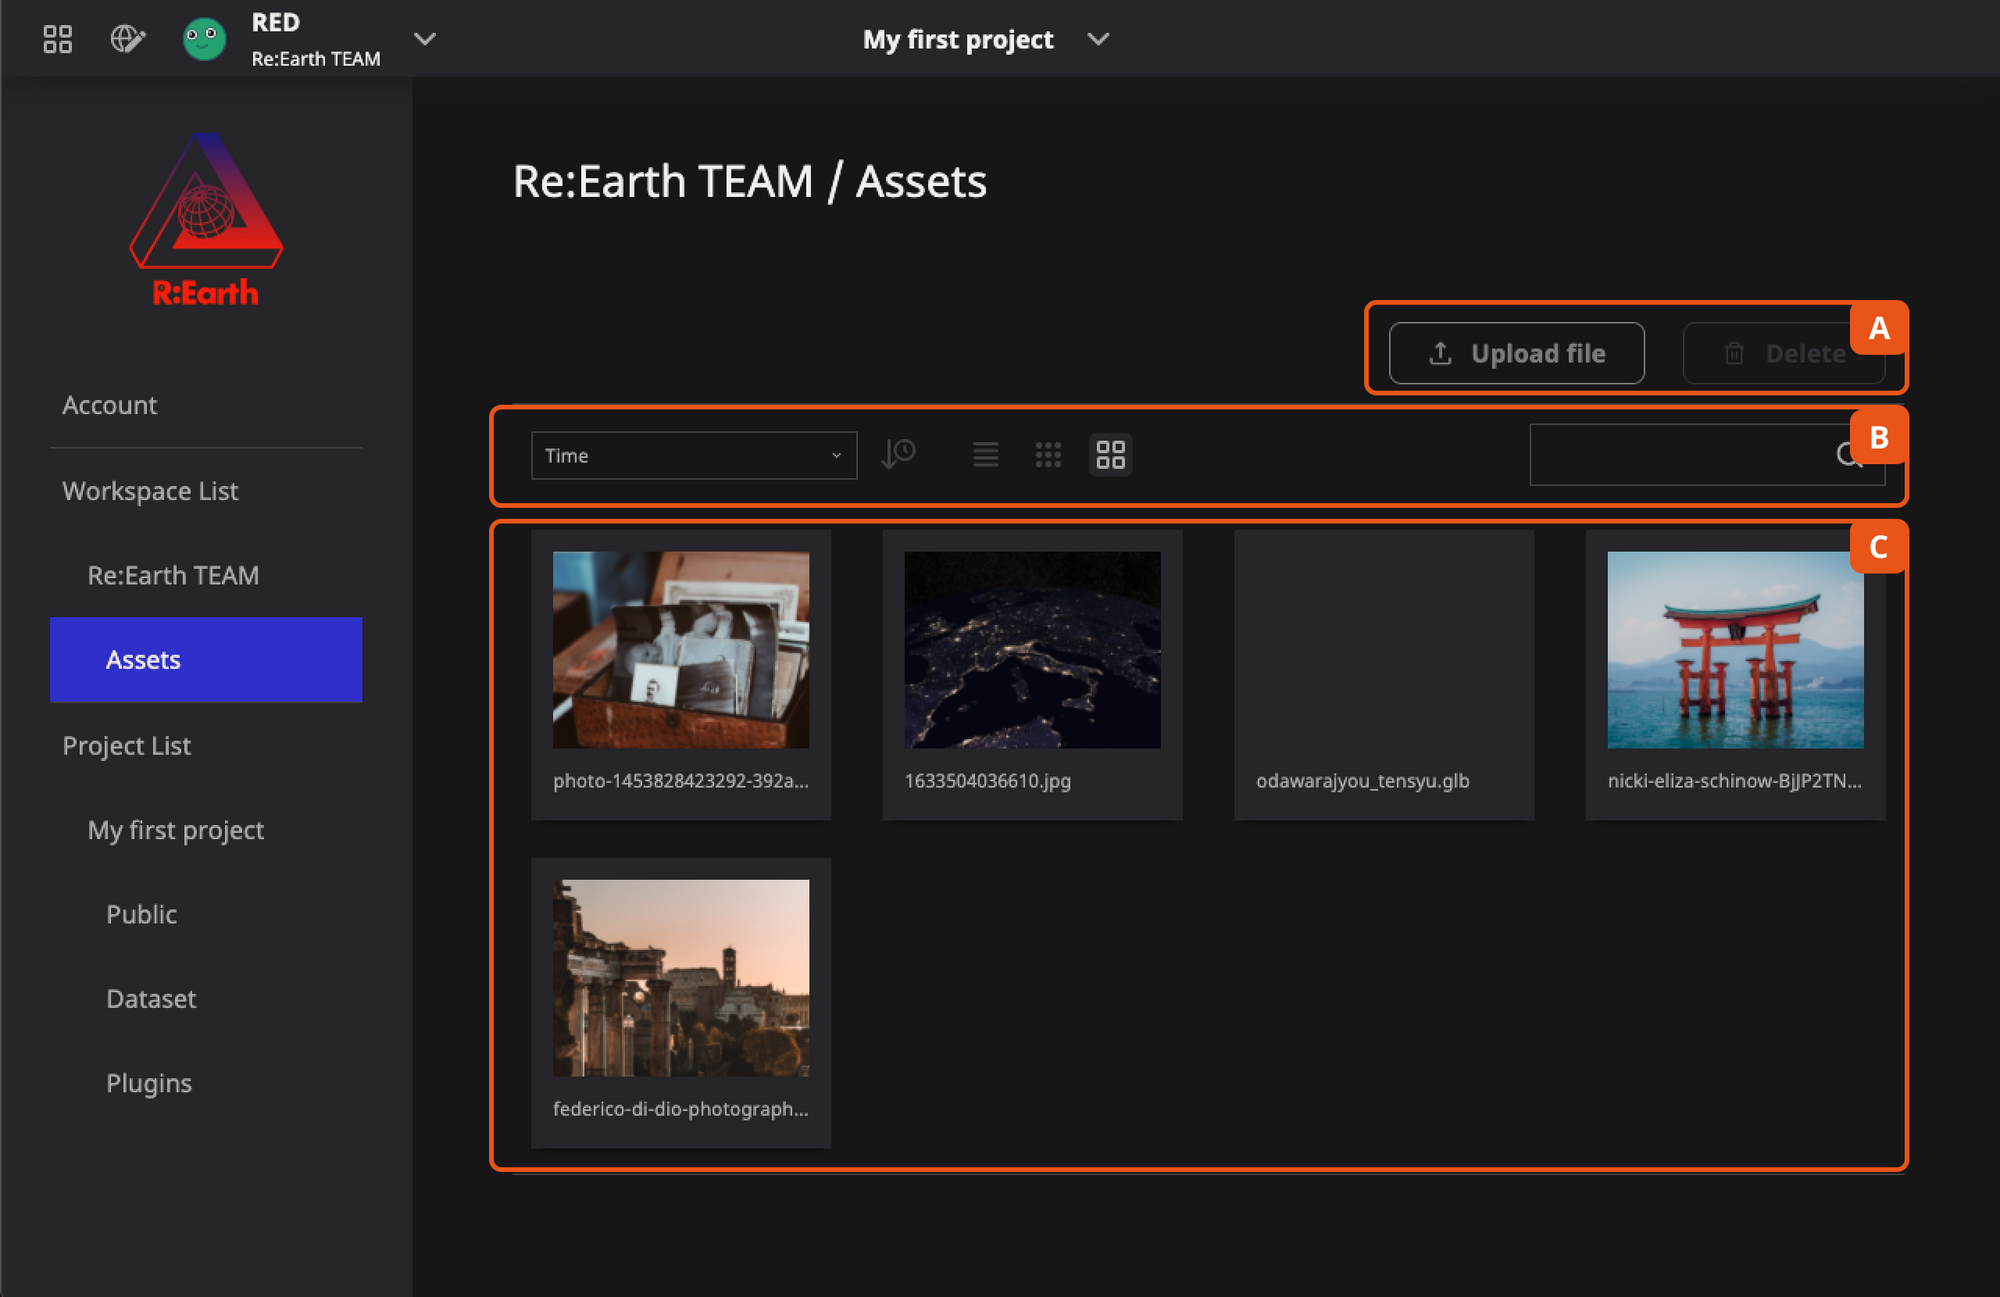 RED
Re:Earth TEAM
My first project
R:Earth
Account
Workspace List
Re:Earth TEAM
Assets
Project List
My first project
Public
Dataset
Plugins
Re:Earth TEAM / Assets
Upload file
Delete
A
Time
B
C
photo-1453828423292-392a...
1633504036610.jpg
odawarajyou_tensyu.glb
nicki-eliza-schinow-BjJP2TN...
federico-di-dio-photograph...